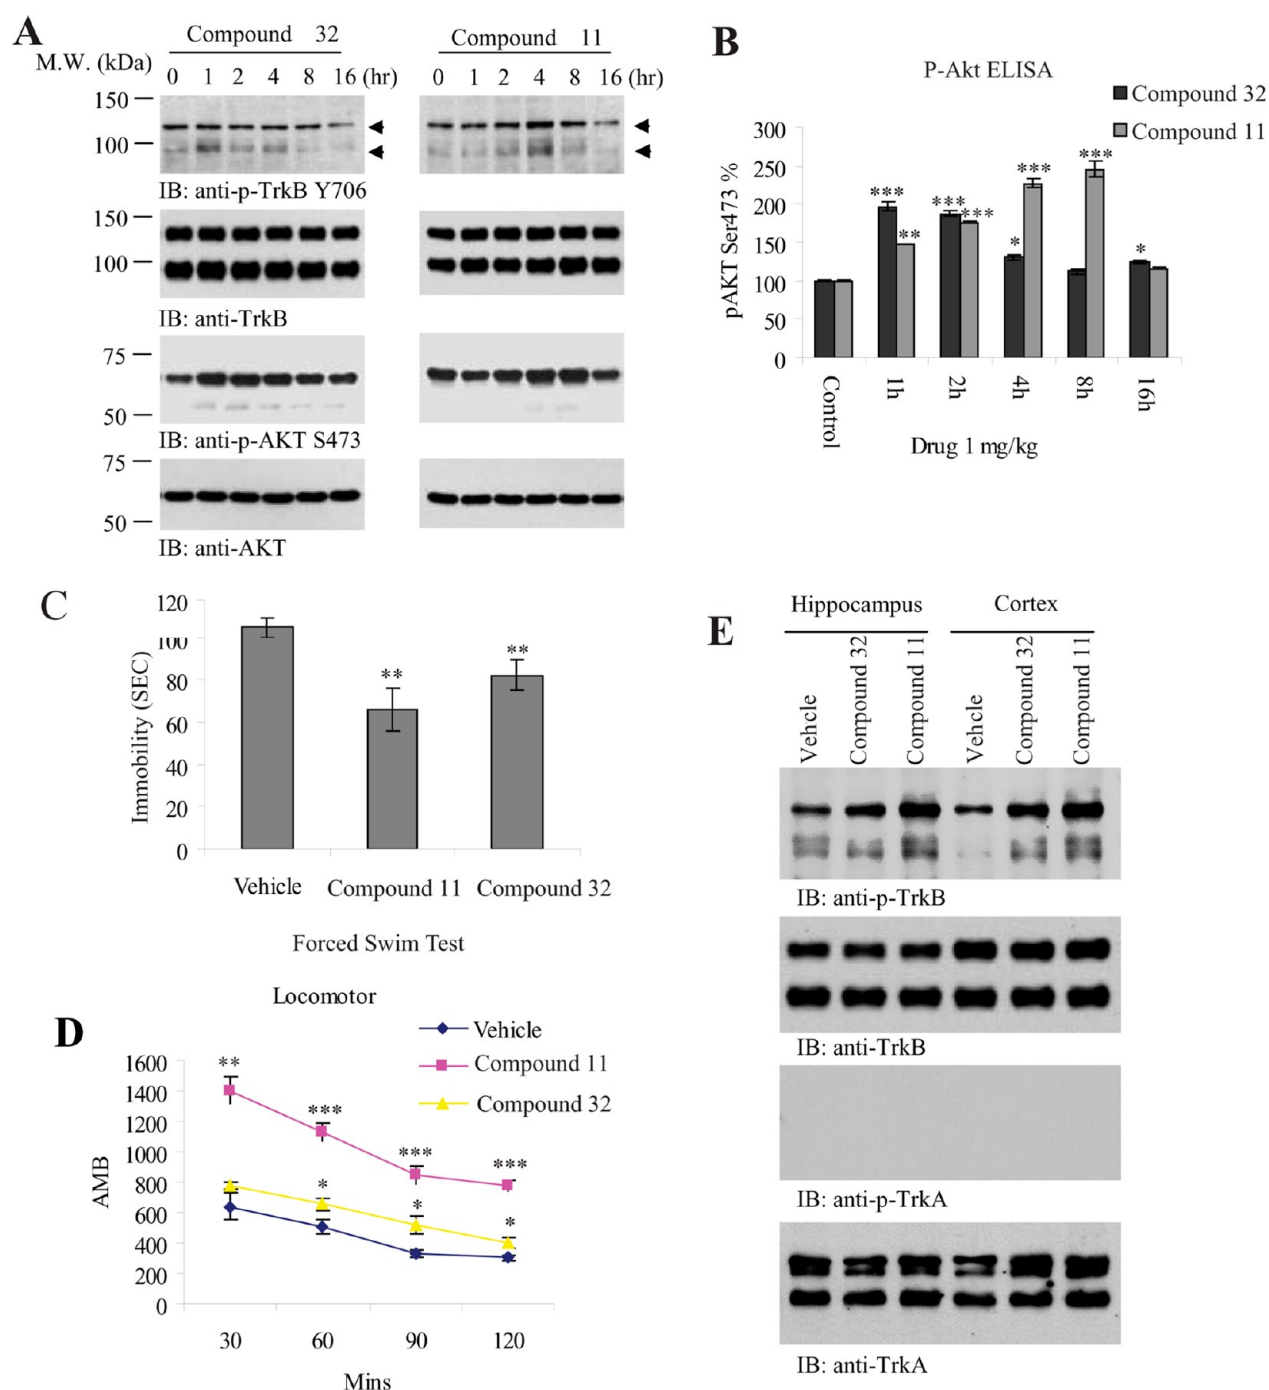 A
Compound 32
Compound 11
M.W. (kDa)
0 1 2 4 8 16 (hr)
0 1 2 4 8 16 (hr)
150
100
IB: anti-p-TrkB Y706
150
100
IB: anti-TrkB
75
50
IB: anti-p-AKT S473
75
50
IB: anti-AKT
B
P-Akt ELISA
Compound 32
Compound 11
pAKT Ser473 %
300
250
200
150
100
50
0
***
**
***
***
*
***
***
*
Control
1h
2h
4h
8h
16h
Drug 1 mg/kg
C
Immobility (SEC)
120
100
80
60
40
20
0
**
**
Vehicle
Compound 11
Compound 32
Forced Swim Test
D
Locomotor
Vehicle
Compound 11
Compound 32
AMB
1600
1400
1200
1000
800
600
400
200
0
**
***
***
***
*
*
*
30
60
90
120
Mins
E
Hippocampus
Cortex
Vehcle
Compound 32
Compound 11
Vehcle
Compound 32
Compound 11
IB: anti-p-TrkB
IB: anti-TrkB
IB: anti-p-TrkA
IB: anti-TrkA